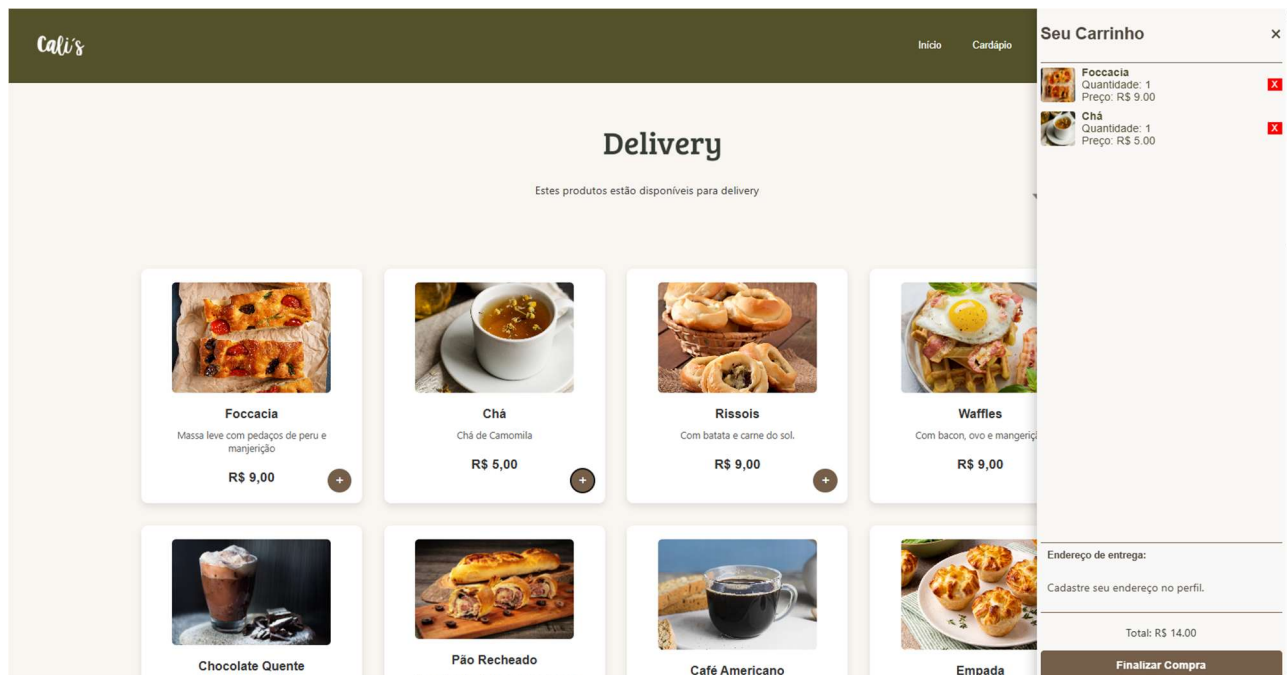 Cali's
Início
Cardápio
Delivery
Estes produtos estão disponíveis para delivery
Foccacia
Massa leve com pedaços de peru e
manjerição
R$ 9,00
+
Chá
Chá de Camomila
R$ 5,00
+
Rissois
Com batata e carne do sol.
R$ 9,00
+
Waffles
Com bacon, ovo e
R$ 9,00
Chocolate Quente
Pão Recheado
Café Americano
Empada
Seu Carrinho
×
Foccacia
Quantidade: 1
Preço: R$ 9.00
X
Chá
Quantidade: 1
Preço: R$ 5.00
X
Endereço de entrega:
Cadastre seu endereço no perfil.
Total: R$ 14.00
Finalizar Compra